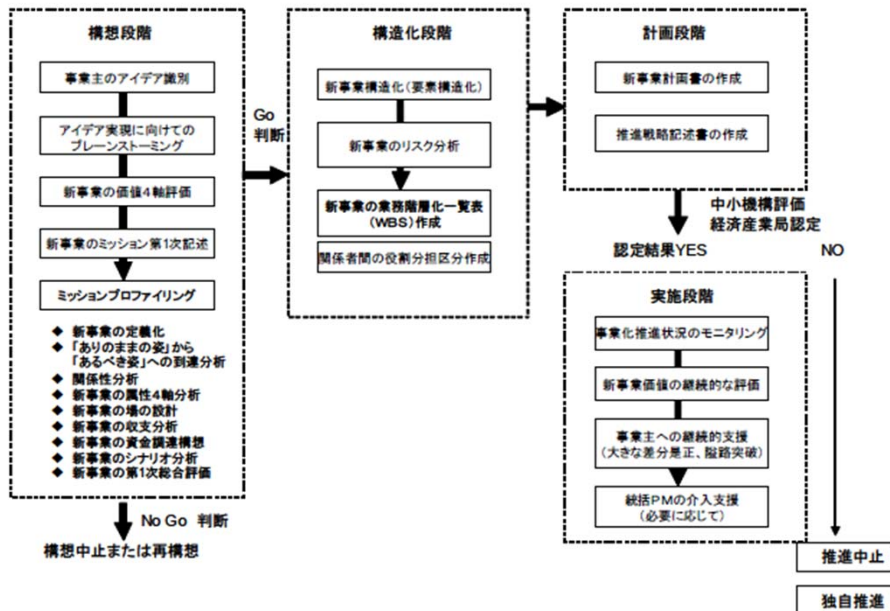 構想段階
事業主のアイデア識別
アイデア実現に向けての
ブレーンストーミング
新事業の価値4軸評価
新事業のミッション第1次記述
ミッションプロファイリング
◆ 新事業の定義化
◆ 「ありのままの姿」から
「あるべき姿」への到達分析
◆ 関係性分析
◆ 新事業の属性4軸分析
◆ 新事業の場の設計
◆ 新事業の収支分析
◆ 新事業の資金調達構想
◆ 新事業のシナリオ分析
◆ 新事業の第1次総合評価
No Go 判断
構想中止または再構想
Go
判断
構造化段階
新事業構造化(要素構造化)
新事業のリスク分析
新事業の業務階層化一覧表
(WBS)作成
関係者間の役割分担区分作成
計画段階
新事業計画書の作成
推進戦略記述書の作成
中小機構評価
経済産業局認定
認定結果YES
NO
実施段階
事業化推進状況のモニタリング
新事業価値の継続的な評価
事業主への継続的支援
(大きな差分是正、隘路突破)
統括PMの介入支援
(必要に応じて)
推進中止
独自推進